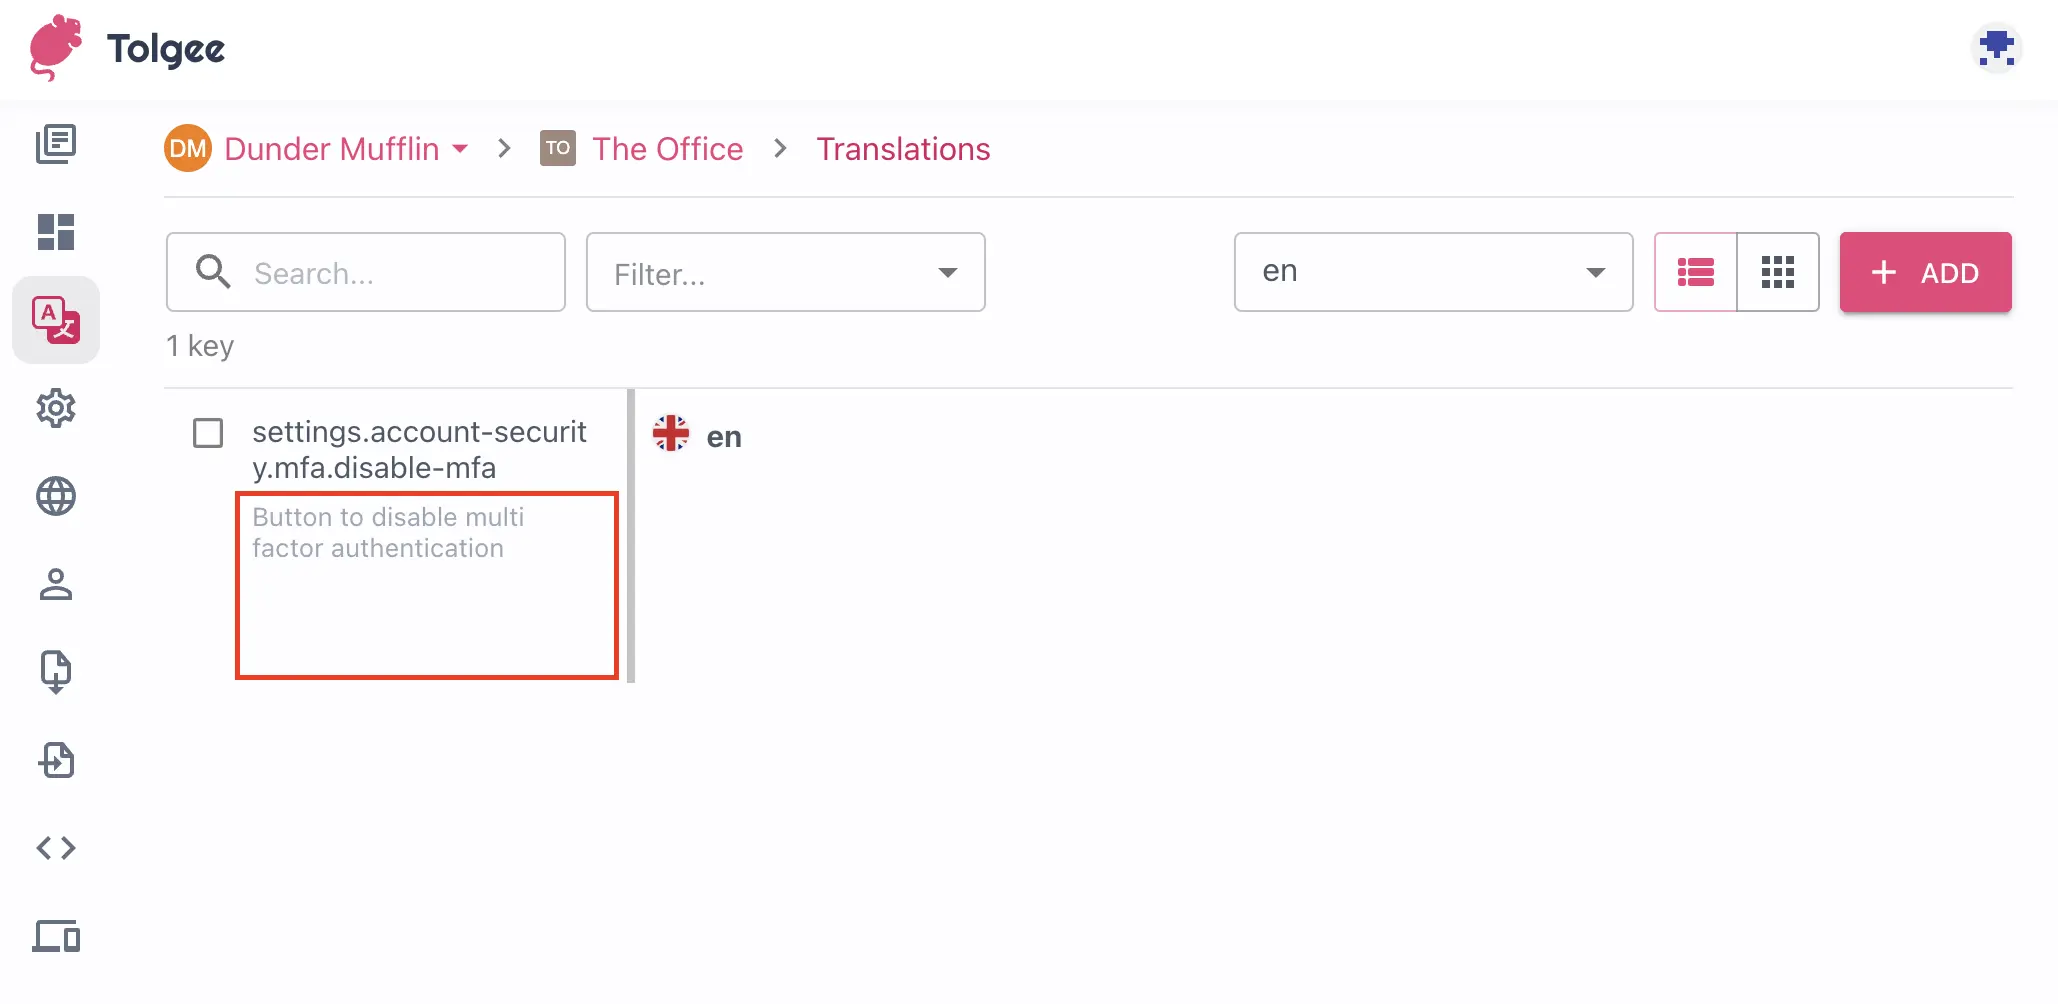 Tolgee
DM Dunder Mufflin > TO The Office > Translations
Search...
Filter...
en
+ ADD
1 key
settings.account-securit
y.mfa.disable-mfa
en
Button to disable multi
factor authentication